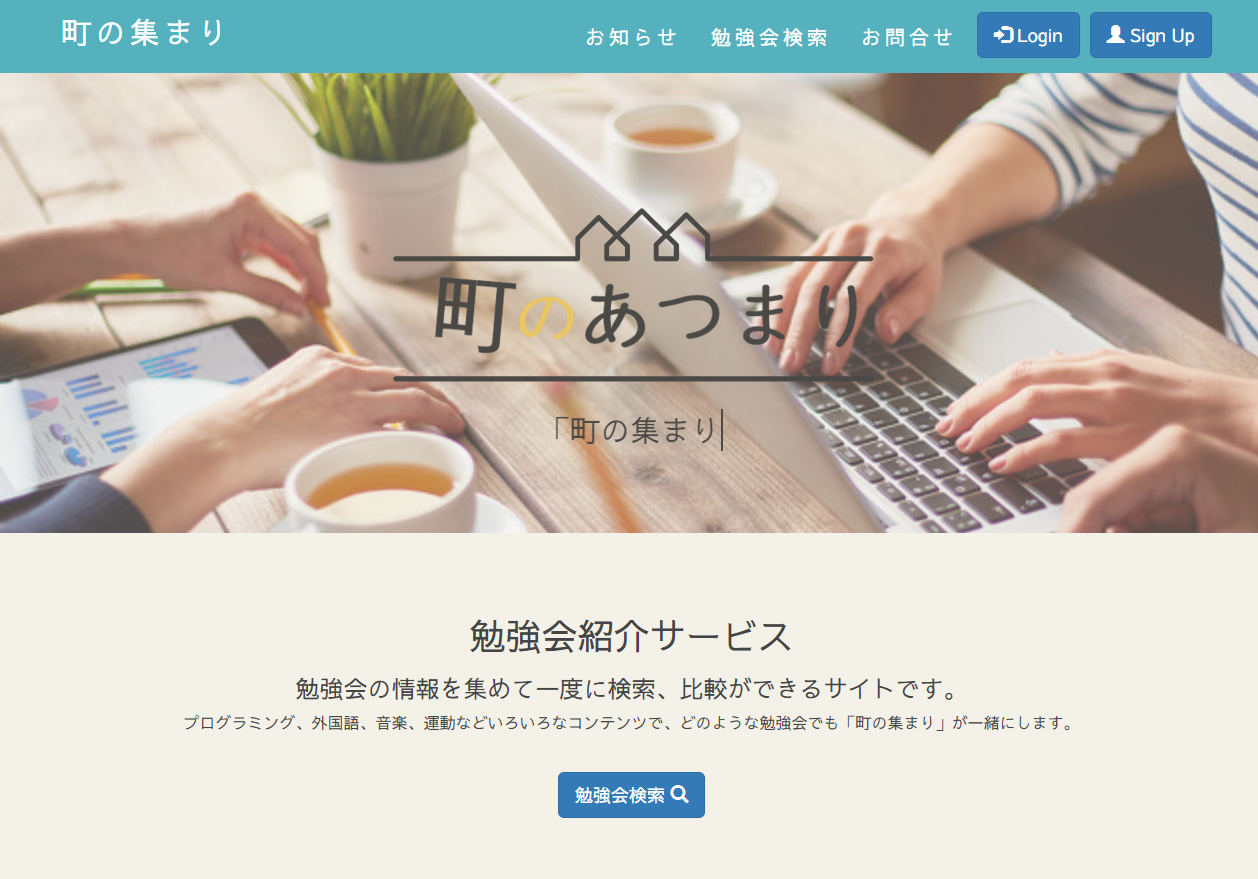 町の集まり
お知らせ 勉強会検索 お問合せ Login Sign Up
町のあつまり
「町の集まり
勉強会紹介サービス
勉強会の情報を集めて一度に検索、比較ができるサイトです。
プログラミング、外国語、音楽、運動などいろいろなコンテンツで、どのような勉強会でも「町の集まり」が一緒にします。
勉強会検索